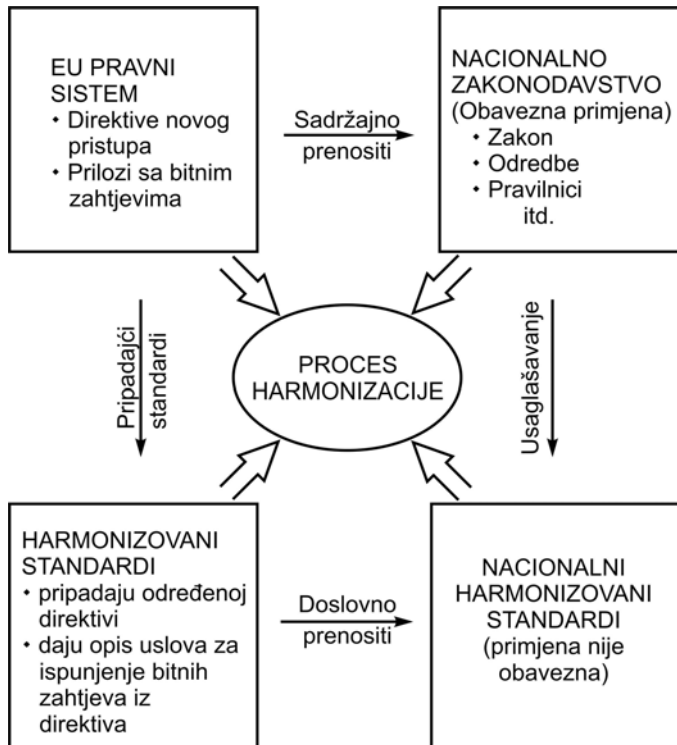 EU PRAVNI
SISTEM
• Direktive novog
pristupa
• Prilozi sa bitnim
zahtjevima
Sadržajno
prenositi
NACIONALNO
ZAKONODAVSTVO
(Obavezna primjena)
• Zakon
• Odredbe
• Pravilnici
itd.
Pripadajći
standardi
PROCES
HARMONIZACIJE
Usaglašavanje
HARMONIZOVANI
STANDARDI
• pripadaju određenoj
direktivi
• daju opis uslova za
ispunjenje bitnih
zahtjeva iz
direktiva
Doslovno
prenositi
NACIONALNI
HARMONIZOVANI
STANDARDI
(primjena nije
obavezna)